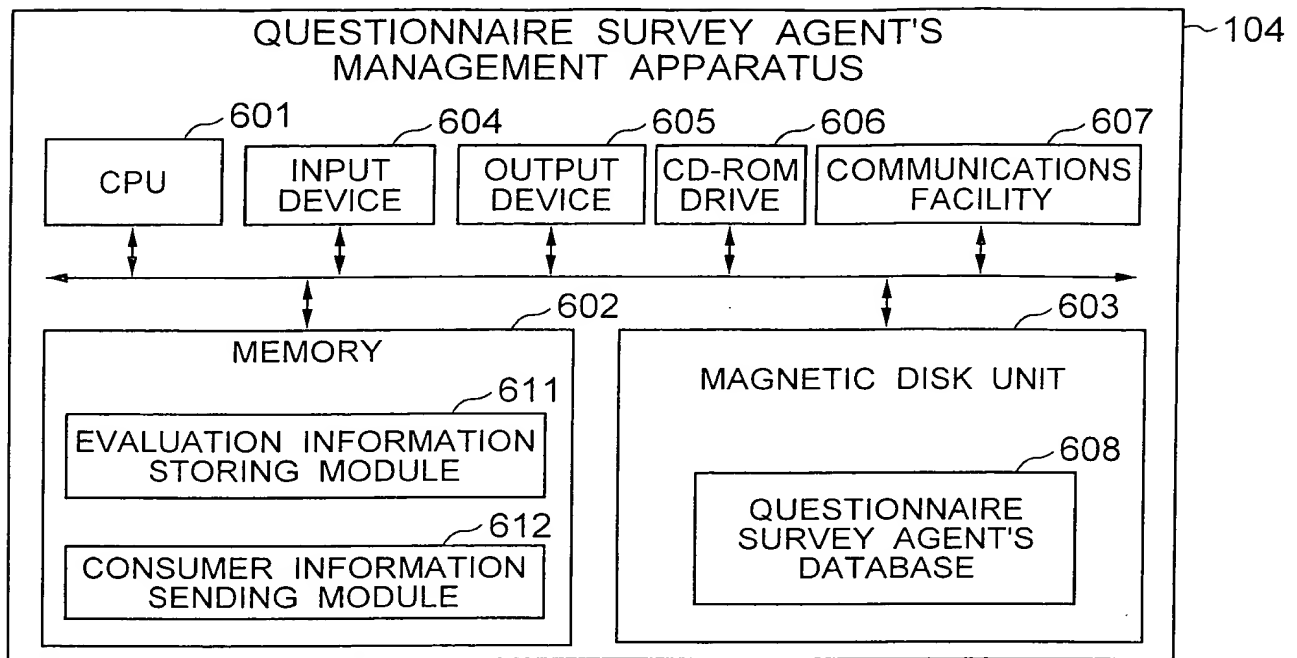 QUESTIONNAIRE SURVEY AGENT'S
MANAGEMENT APPARATUS
104
601
604
605
606
607
CPU
INPUT
DEVICE
OUTPUT
DEVICE
CD-ROM
DRIVE
COMMUNICATIONS
FACILITY
602
MEMORY
611
EVALUATION INFORMATION
STORING MODULE
612
CONSUMER INFORMATION
SENDING MODULE
603
MAGNETIC DISK UNIT
608
QUESTIONNAIRE
SURVEY AGENT'S
DATABASE